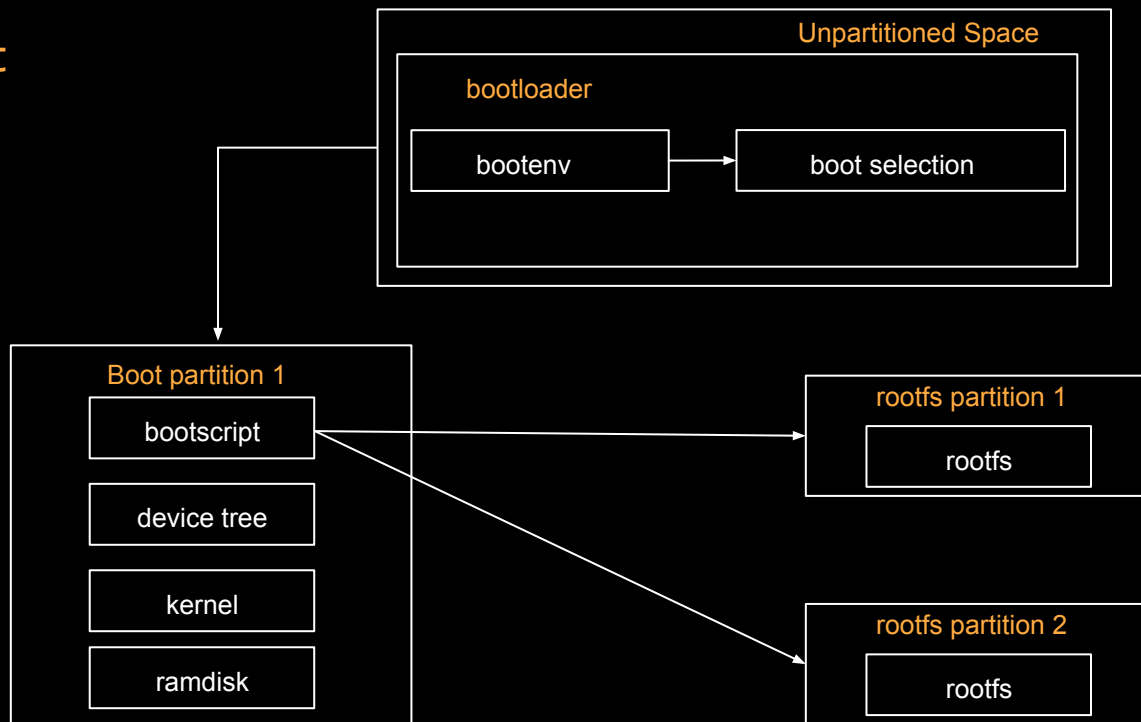 t
Unpartitioned Space
bootloader
bootenv
boot selection
Boot partition 1
bootscript
device tree
kernel
ramdisk
rootfs partition 1
rootfs
rootfs partition 2
rootfs